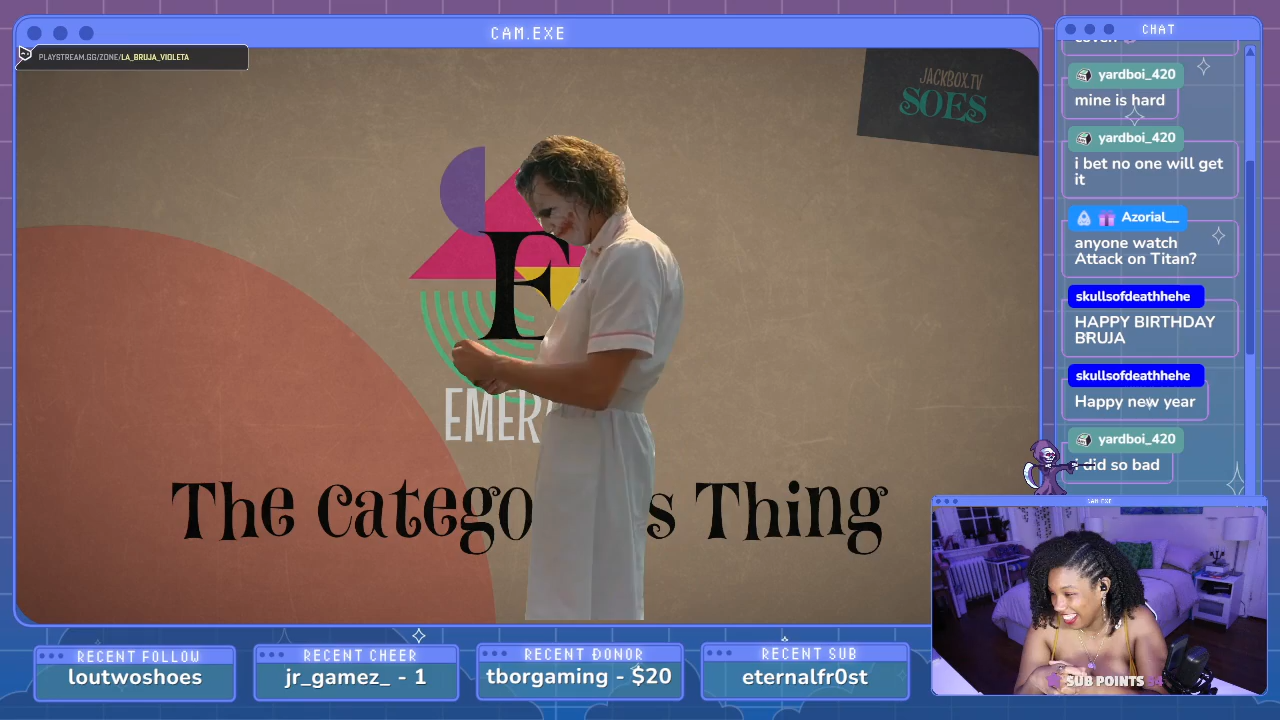 CAM.EXE
PLAYSTREAM.GG/ZONE/LA_BRUJA_VIOLETA
JACKBOX.TV
SOES
E
EMER
The catego s Thing
CHAT
yardboi_420
mine is hard
yardboi_420
i bet no one will get
it
Azorial__
anyone watch
Attack on Titan?
skullsofdeathhehe
HAPPY BIRTHDAY
BRUJA
skullsofdeathhehe
Happy new year
yardboi_420
i did so bad
CAM.EXE
SUB POINTS 54
RECENT FOLLOW
loutwoshoes
RECENT CHEER
jr_gamez_ - 1
RECENT DONOR
tborgaming - $20
RECENT SUB
eternalfr0st